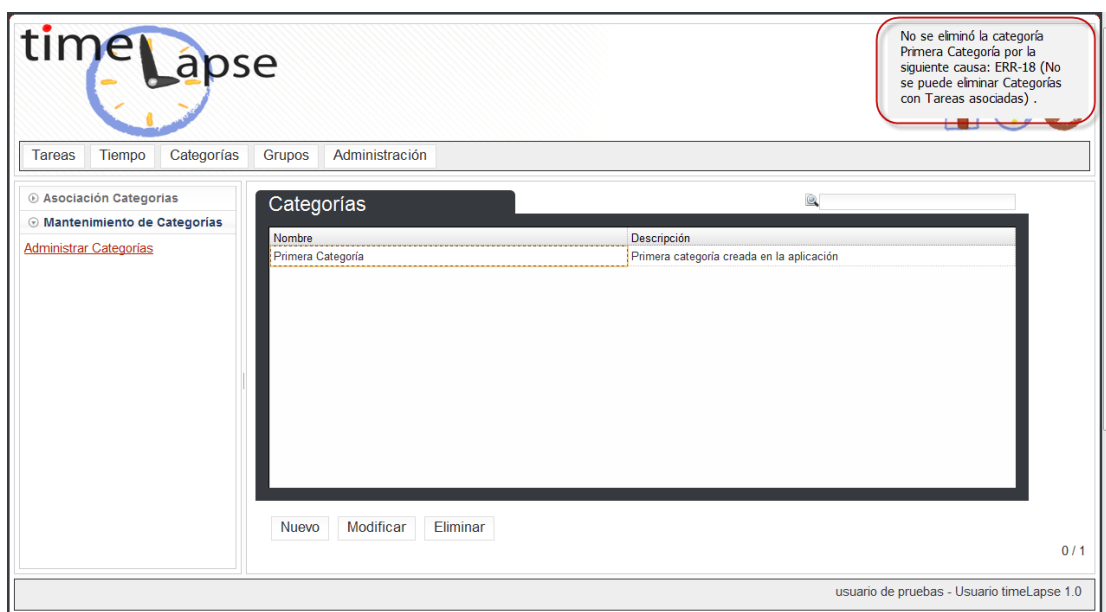 timeLapse
No se eliminó la categoría
Primera Categoría por la
siguiente causa: ERR-18 (No
se puede eliminar Categorías
con Tareas asociadas) .
Tareas Tiempo Categorías Grupos Administración
Asociación Categorias
Mantenimiento de Categorías
Administrar Categorías
Categorías
Nombre Descripción
Primera Categoría Primera categoría creada en la aplicación
Nuevo Modificar Eliminar
0 / 1
usuario de pruebas - Usuario timeLapse 1.0